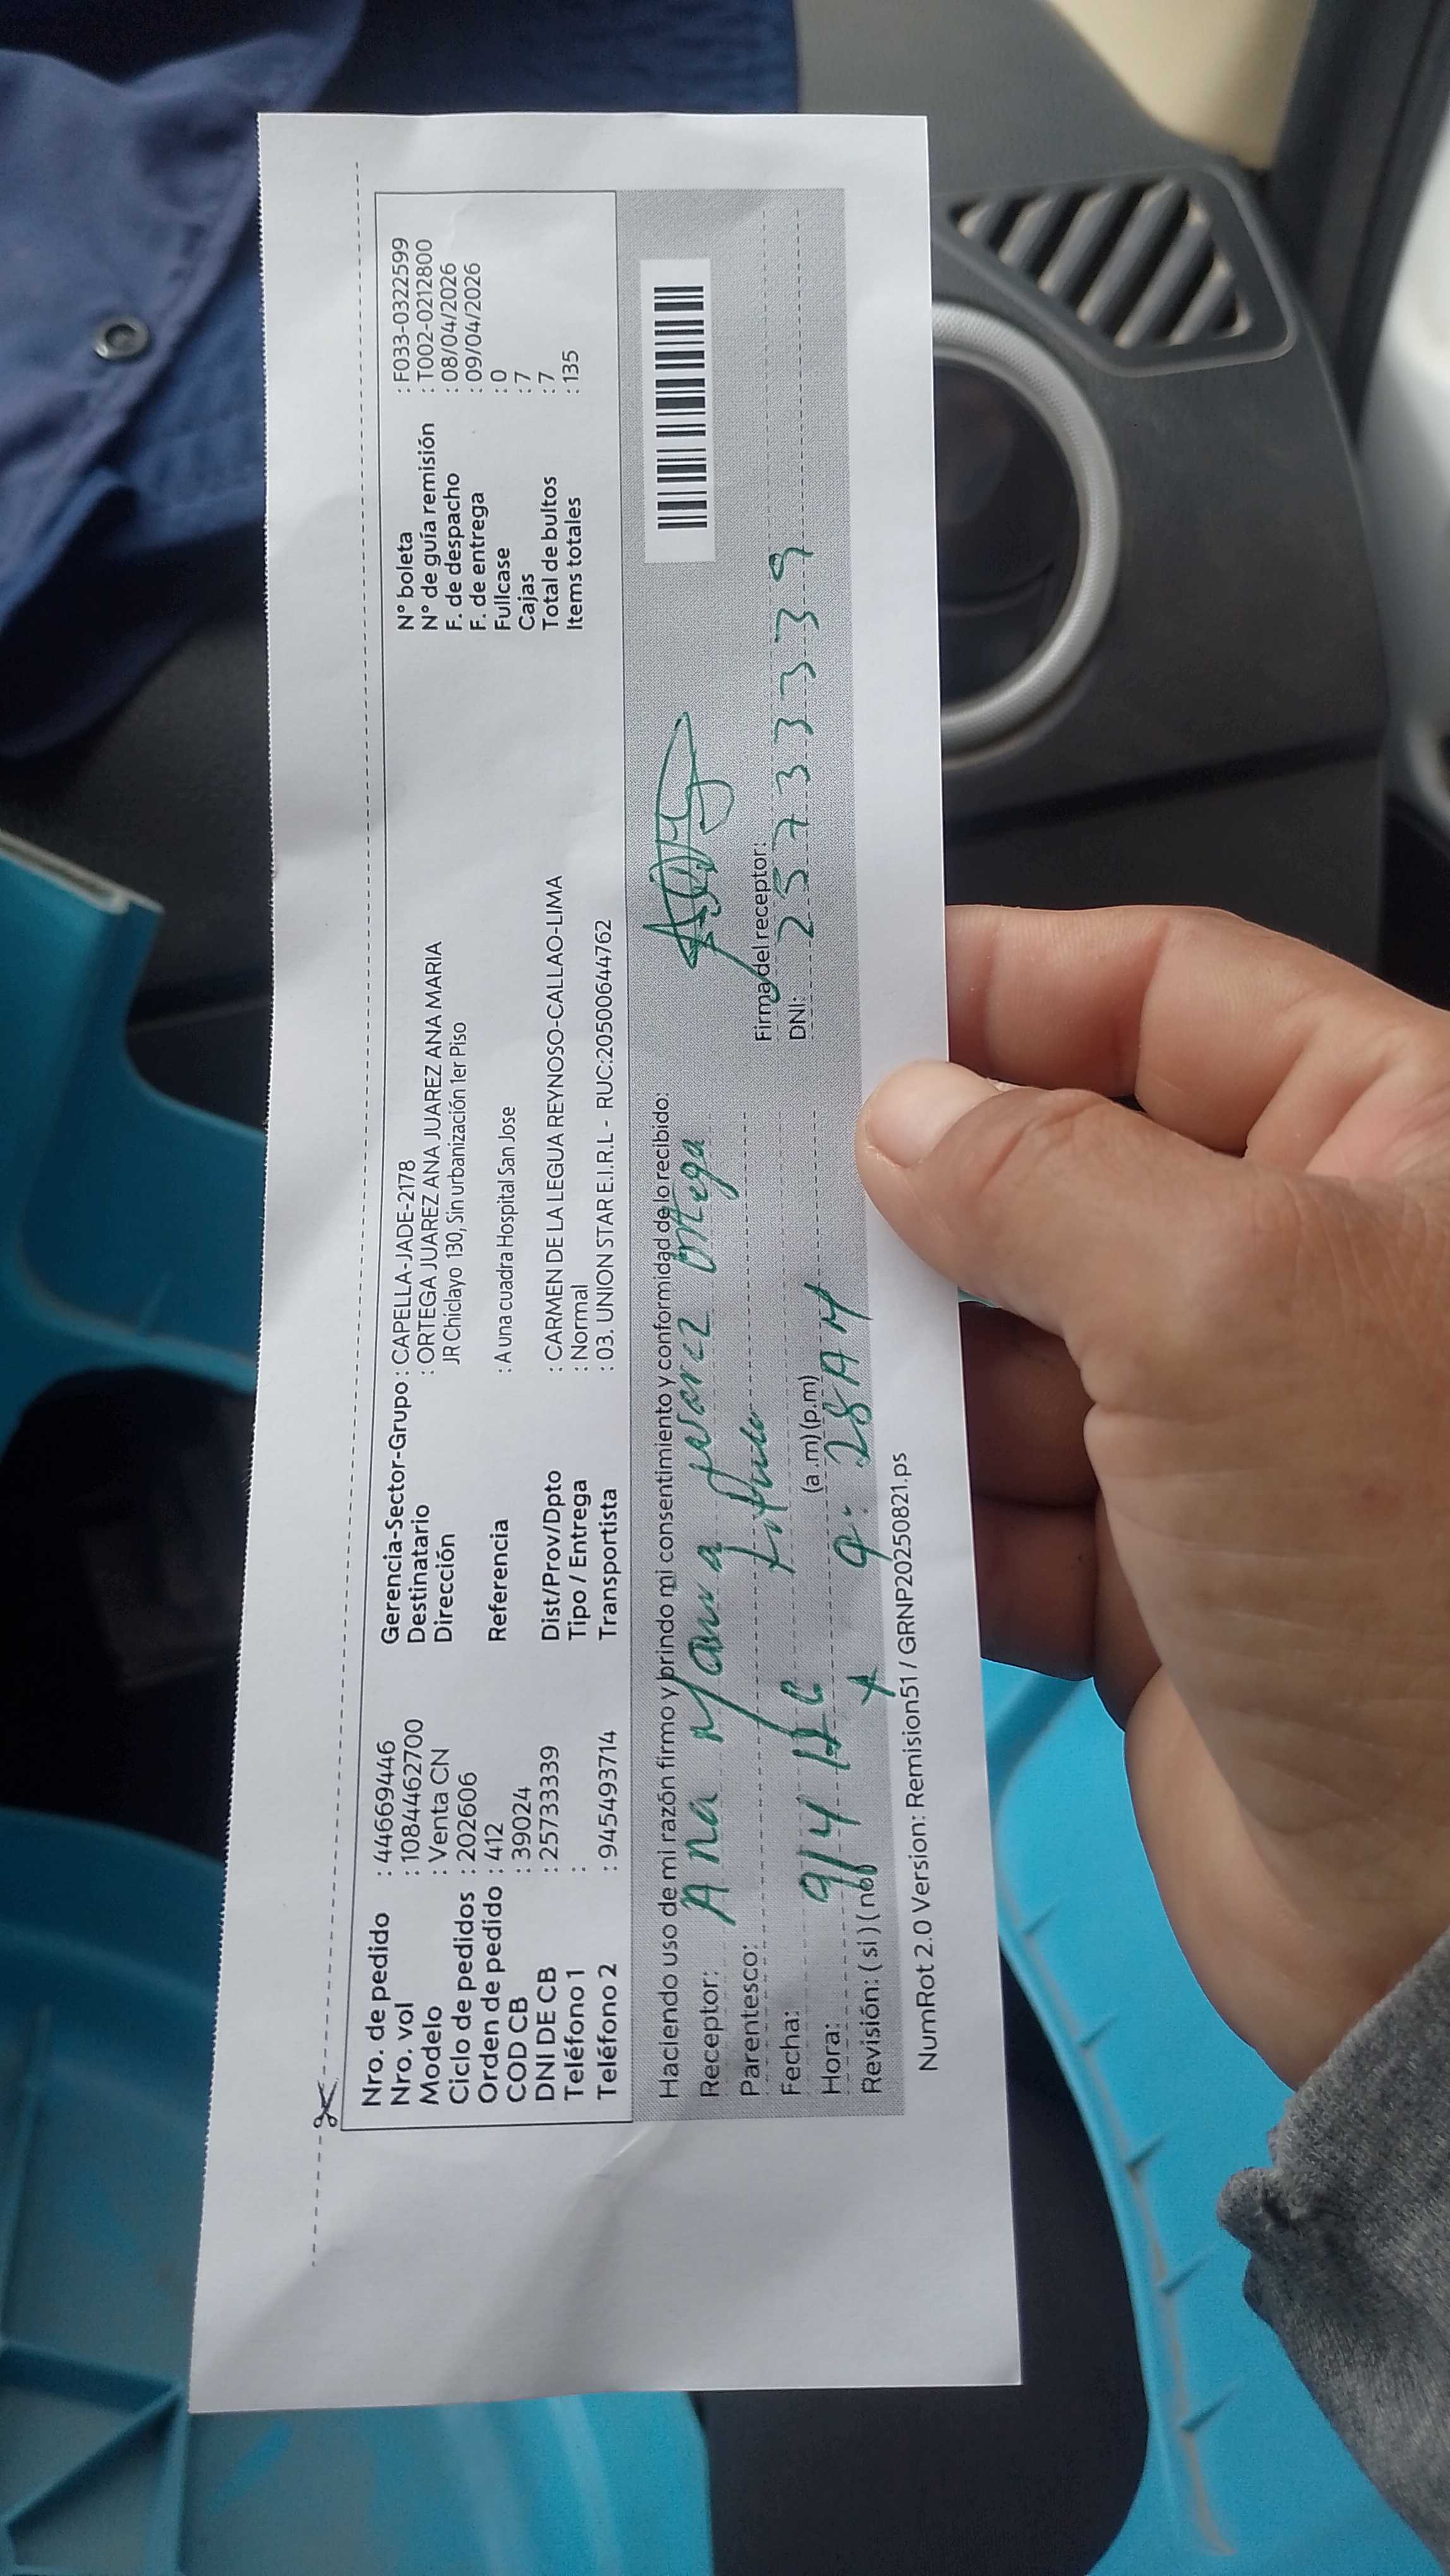 Nro. de pedido : 44669446
Nro. vol : 1084462700
Modelo : Venta CN
Ciclo de pedidos : 202606
Orden de pedido : 412
COD CB : 39024
DNI DE CB : 25733339
Teléfono 1 :
Teléfono 2 : 945493714
Gerencia-Sector-Grupo : CAPELLA-JADE-2178
Destinatario : ORTEGA JUAREZ ANA JUAREZ ANA MARIA
Dirección JR Chiclayo 130, Sin urbanización 1er Piso
Referencia : A una cuadra Hospital San Jose
Dist/Prov/Dpto : CARMEN DE LA LEGUA REYNOSO-CALLAO-LIMA
Tipo / Entrega : Normal
Transportista : 03. UNION STAR E.I.R.L - RUC:20500644762
N° boleta : F033-0322599
N° de guía remisión : T002-0212800
F. de despacho : 08/04/2026
F. de entrega : 09/04/2026
Fullcase : 0
Cajas : 7
Total de bultos : 7
Items totales : 135
Haciendo uso de mi razón firmo y brindo mi consentimiento y conformidad de lo recibido:
Receptor: Ana Maria Juarez Ortega
Parentesco:
Fecha: 9/4
Hora: (a .m) (p.m) 9:28 AM
Revisión: ( si ) ( no )
Firma del receptor:
DNI: 25733339
NumRot 2.0 Version: Remision51 / GRNP20250821.ps